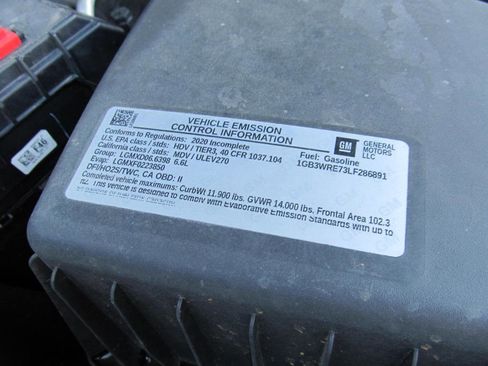 VEHICLE EMISSION
CONTROL INFORMATION
Conforms to Regulations: 2020 Incomplete
U.S. EPA class / stds: HDV / TIER3, 40 CFR 1037.104
California class / stds: MDV / ULEV270
Group: LGMXD06.6398 6.6L
Evap: LGMXF0223850
DFI/HO2S/TWC, CA OBD: II
Fuel: Gasoline
1GB3WRE73LF286891
GM
GENERAL
MOTORS
LLC
Completed vehicle maximums: CurbWt 11,900 lbs. GVWR 14,000 lbs, Frontal Area 102.3
This vehicle is designed to comply with Evaporative Emission Standards with up to